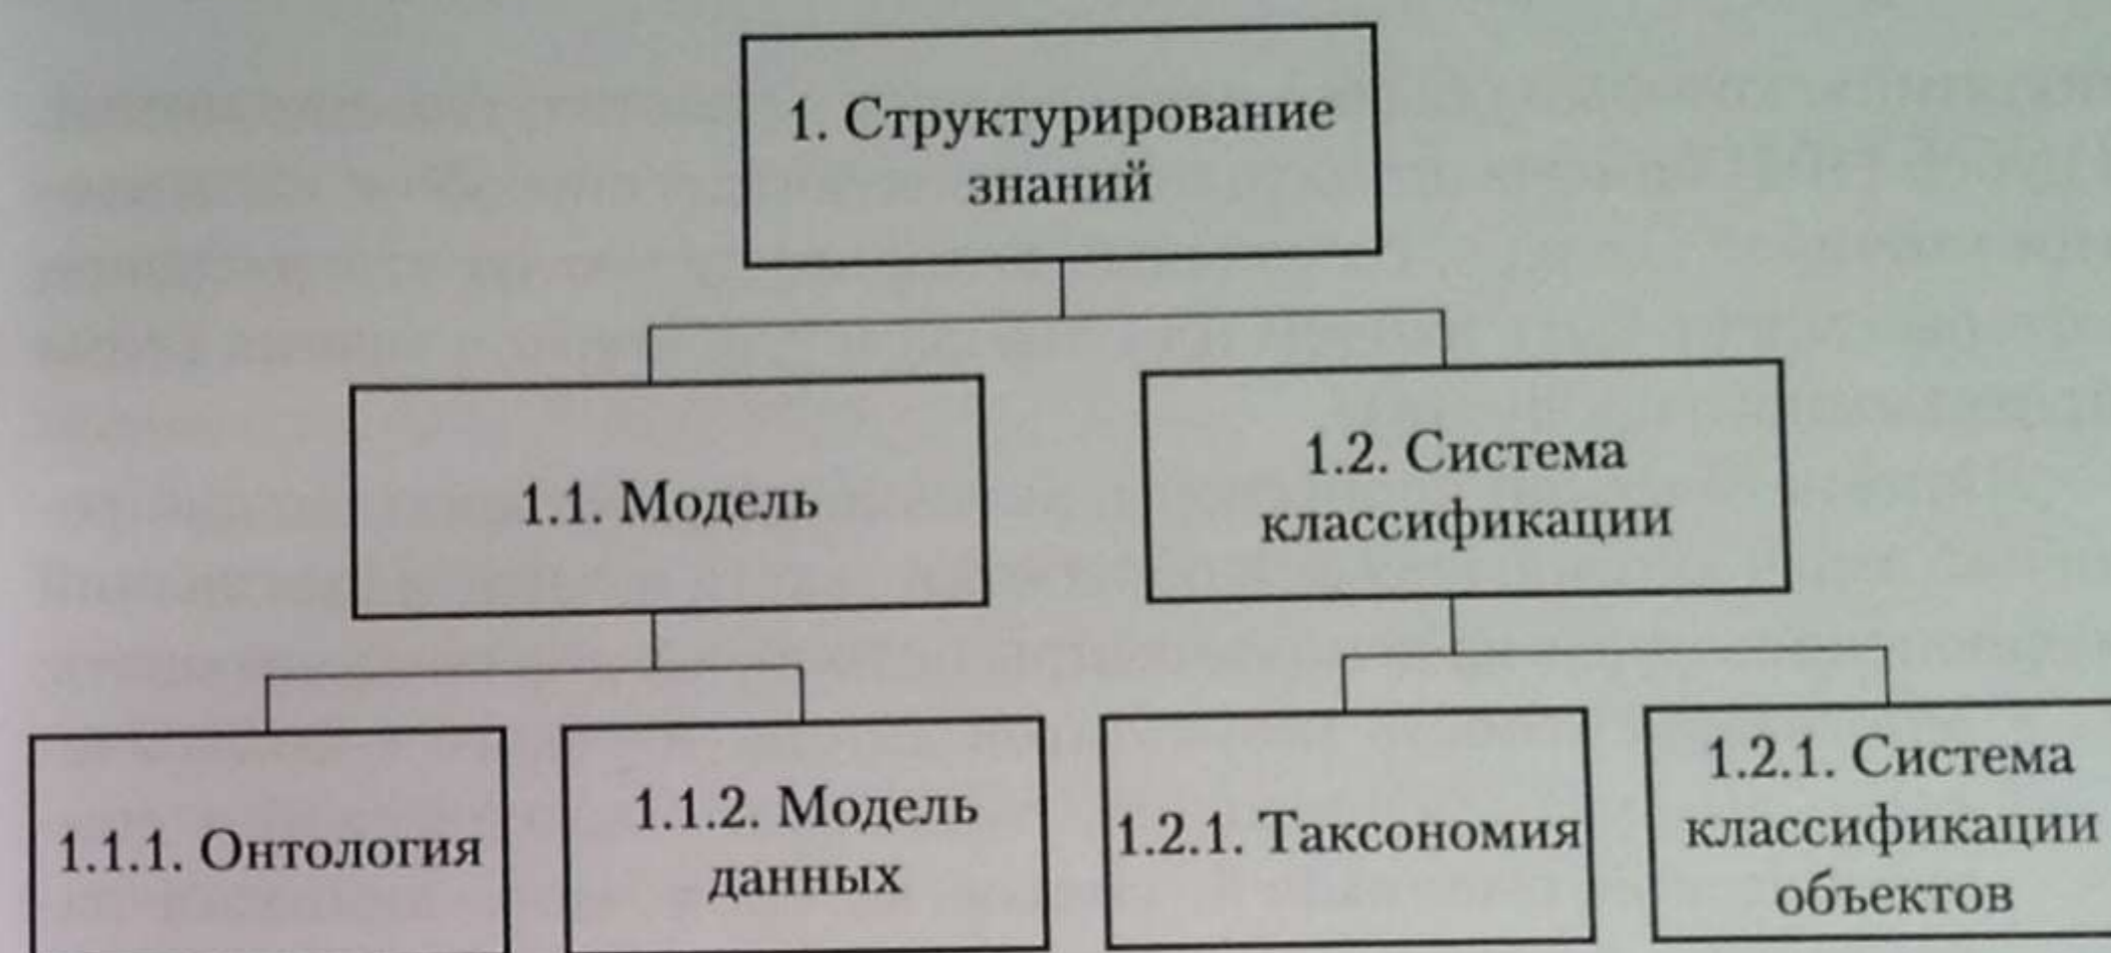 1. Структурирование
знаний
1.1. Модель
1.2. Система
классификации
1.1.1. Онтология
1.1.2. Модель
данных
1.2.1. Таксономия
1.2.1. Система
классификации
объектов